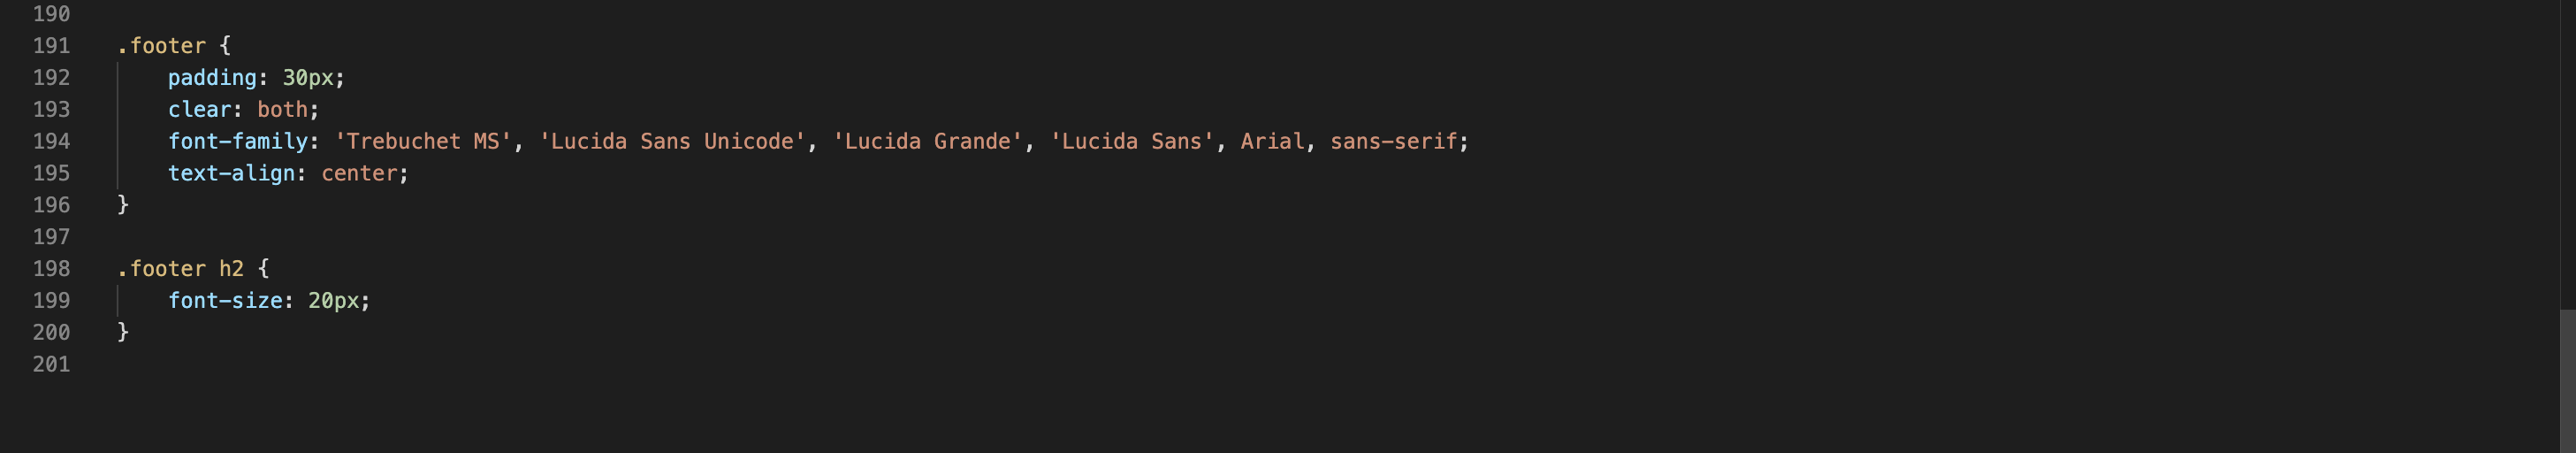 190
191 .footer {
192     padding: 30px;
193     clear: both;
194     font-family: 'Trebuchet MS', 'Lucida Sans Unicode', 'Lucida Grande', 'Lucida Sans', Arial, sans-serif;
195     text-align: center;
196 }
197
198 .footer h2 {
199     font-size: 20px;
200 }
201